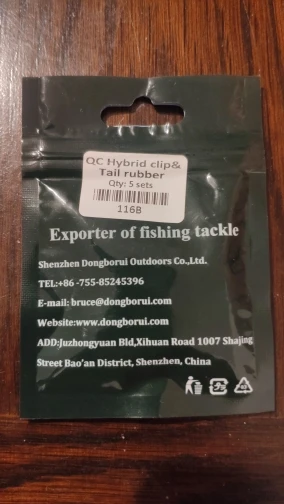 QC Hybrid clip&
Tail rubber
Qty: 5 sets
116B
Exporter of fishing tackle
Shenzhen Dongborui Outdoors Co.,Ltd.
TEL:+86 -755-85245396
E-mail: bruce@dongborui.com
Website:www.dongborui.com
ADD:Juzhongyuan Bld,Xihuan Road 1007 Shajing
Street Bao'an District, Shenzhen, China